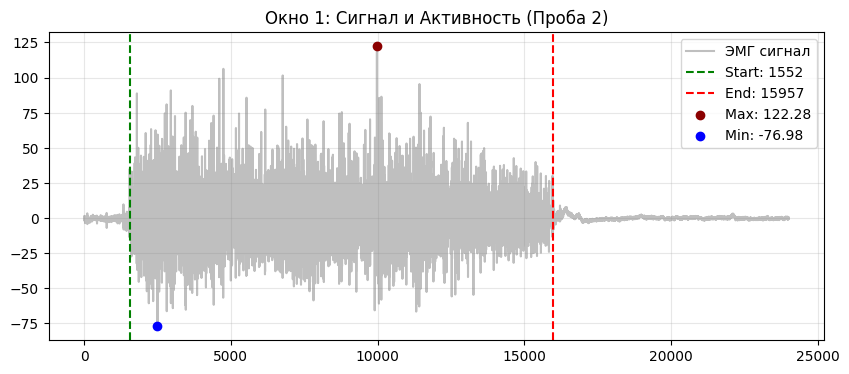 Окно 1: Сигнал и Активность (Проба 2)
ЭМГ сигнал
Start: 1552
End: 15957
Max: 122.28
Min: -76.98
125
100
75
50
25
0
−25
−50
−75
0 5000 10000 15000 20000 25000